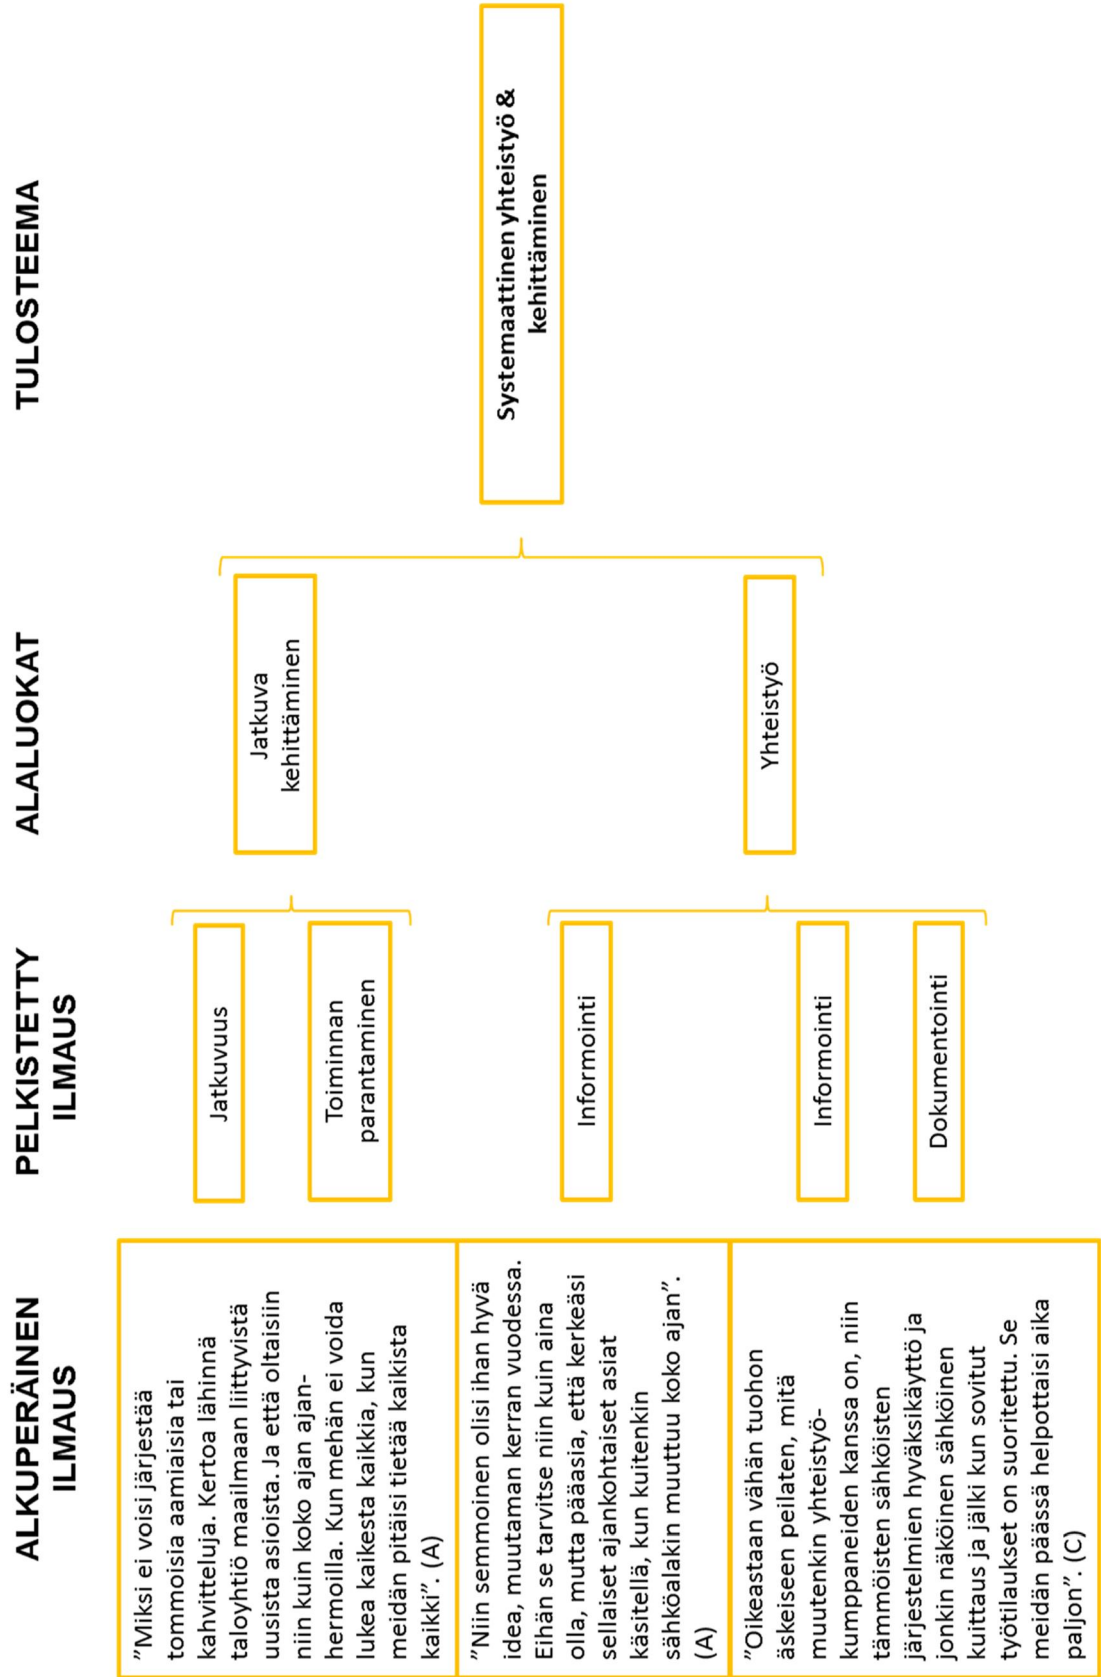 ALKUPERÄINEN
ILMAUS
PELKISTETTY
ILMAUS
ALALUOKAT
TULOSTEEMA
"Miksi ei voisi järjestää
tommoisia aamiaisia tai
kahvitteluja. Kertoa lähinnä
taloyhtiö maailmaan liittyvistä
uusista asioista. Ja että oltaisiin
niin kuin koko ajan ajan-
hermoilla. Kun mehän ei voida
lukea kaikesta kaikkia, kun
meidän pitäisi tietää kaikista
kaikki". (A)
"Niin semmoinen olisi ihan hyvä
idea, muutaman kerran vuodessa.
Eihän se tarvitse niin kuin aina
olla, mutta pääasia, että kerkeäsi
sellaiset ajankohtaiset asiat
käsitellä, kun kuitenkin
sähköalakin muuttuu koko ajan".
(A)
"Oikeastaan vähän tuohon
äskeiseen peilaten, mitä
muutenkin yhteistyö-
kumppaneiden kanssa on, niin
tämmöisten sähköisten
järjestelmien hyväksikäyttö ja
jonkin näköinen sähköinen
kuittaus ja jälki kun sovitut
työtilaukset on suoritettu. Se
meidän päässä helpottaisi aika
paljon". (C)
Jatkuvuus
Toiminnan
parantaminen
Informointi
Informointi
Dokumentointi
Jatkuva
kehittäminen
Yhteistyö
Systemaattinen yhteistyö &
kehittäminen